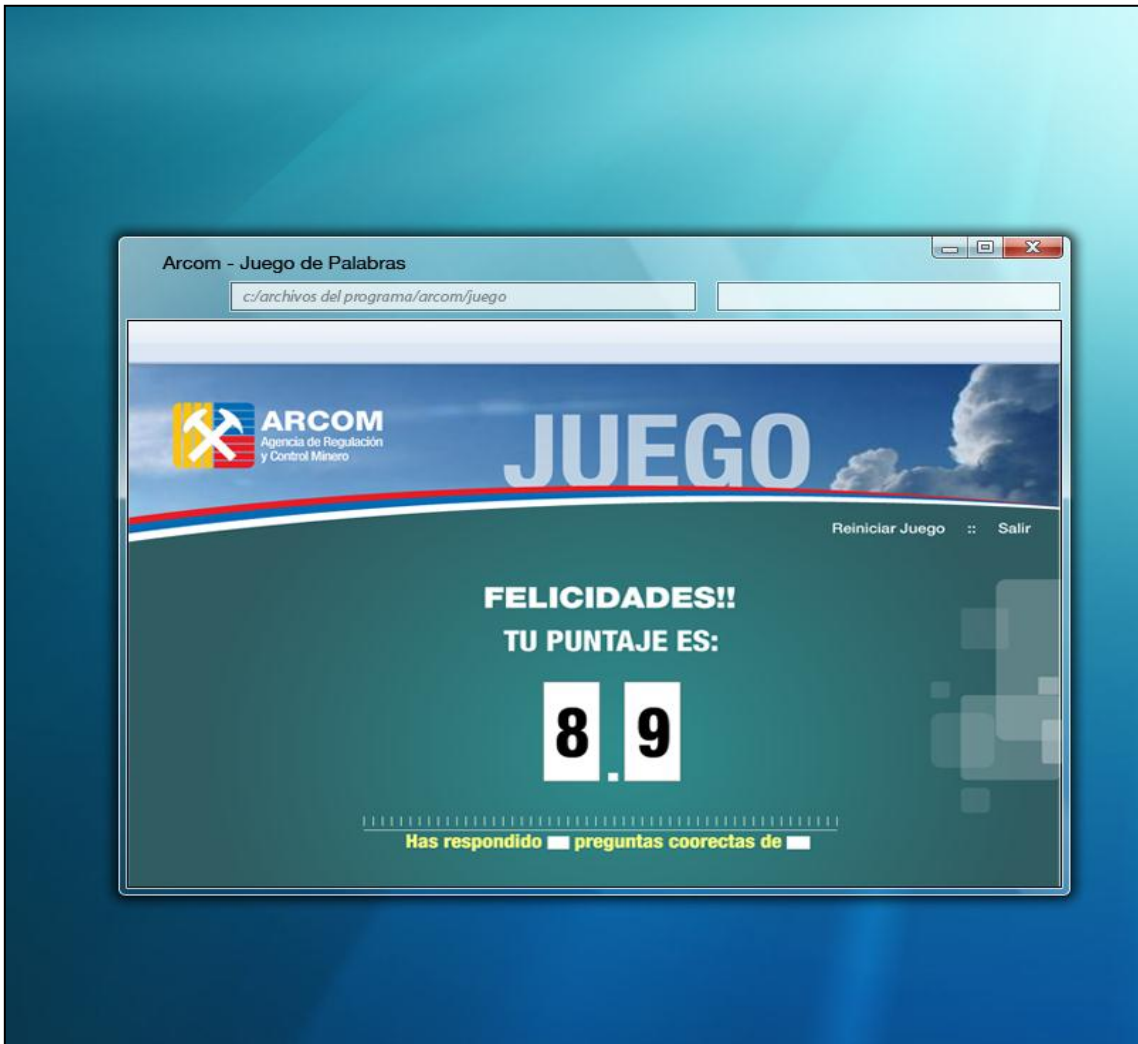 Arcom - Juego de Palabras
c:/archivos del programa/arcom/juego
ARCOM
Agencia de Regulación
y Control Minero
JUEGO
Reiniciar Juego :: Salir
FELICIDADES!!
TU PUNTAJE ES:
8.9
Has respondido preguntas coorectas de